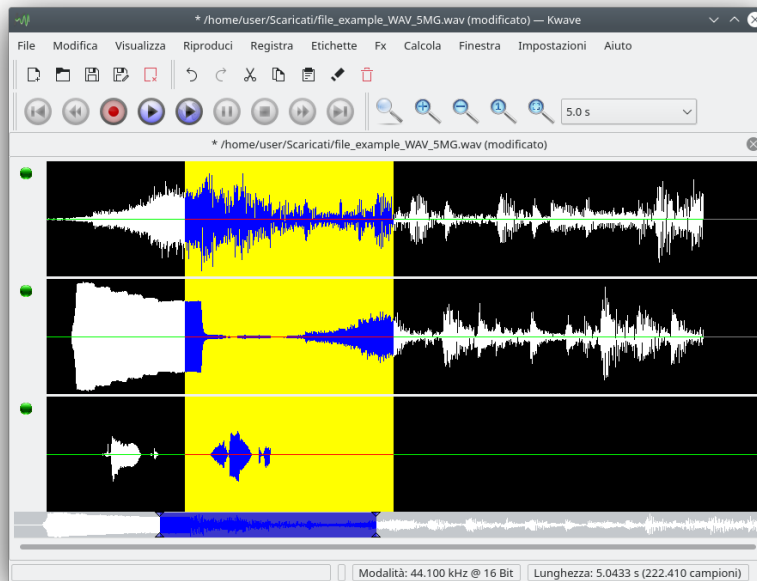 * /home/user/Scaricati/file_example_WAV_5MG.wav (modificato) — Kwave
File Modifica Visualizza Riproduci Registra Etichette Fx Calcola Finestra Impostazioni Aiuto
5.0 s
* /home/user/Scaricati/file_example_WAV_5MG.wav (modificato)
Modalità: 44.100 kHz @ 16 Bit Lunghezza: 5.0433 s (222.410 campioni)